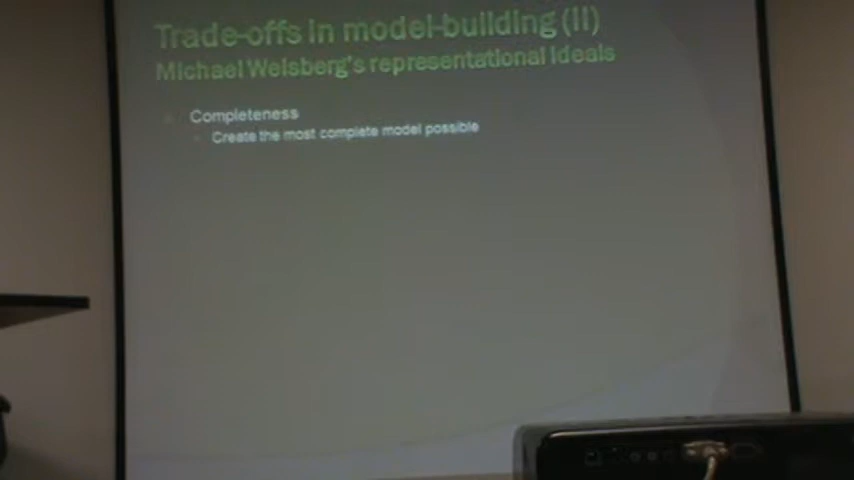 Trade-offs in model-building (II)
Michael Weisberg's representational ideals
Completeness
Create the most complete model possible